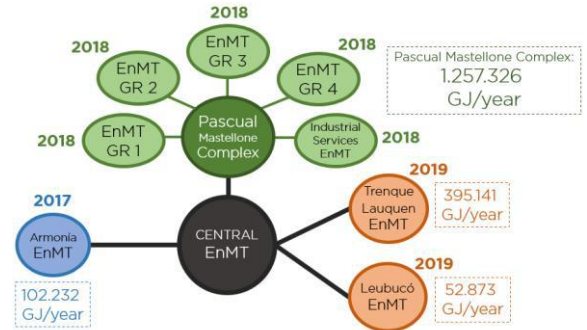 2018
EnMT
GR 3
2018
EnMT
GR 2
2018
EnMT
GR 4
Pascual Mastellone Complex:
1.257.326
GJ/year
2018
EnMT
GR 1
Pascual
Mastellone
Complex
Industrial
Services
EnMT
2018
2017
Armonía
EnMT
102.232
GJ/year
CENTRAL
EnMT
2019
Trenque
Lauquen
EnMT
395.141
GJ/year
2019
Leubucó
EnMT
52.873
GJ/year